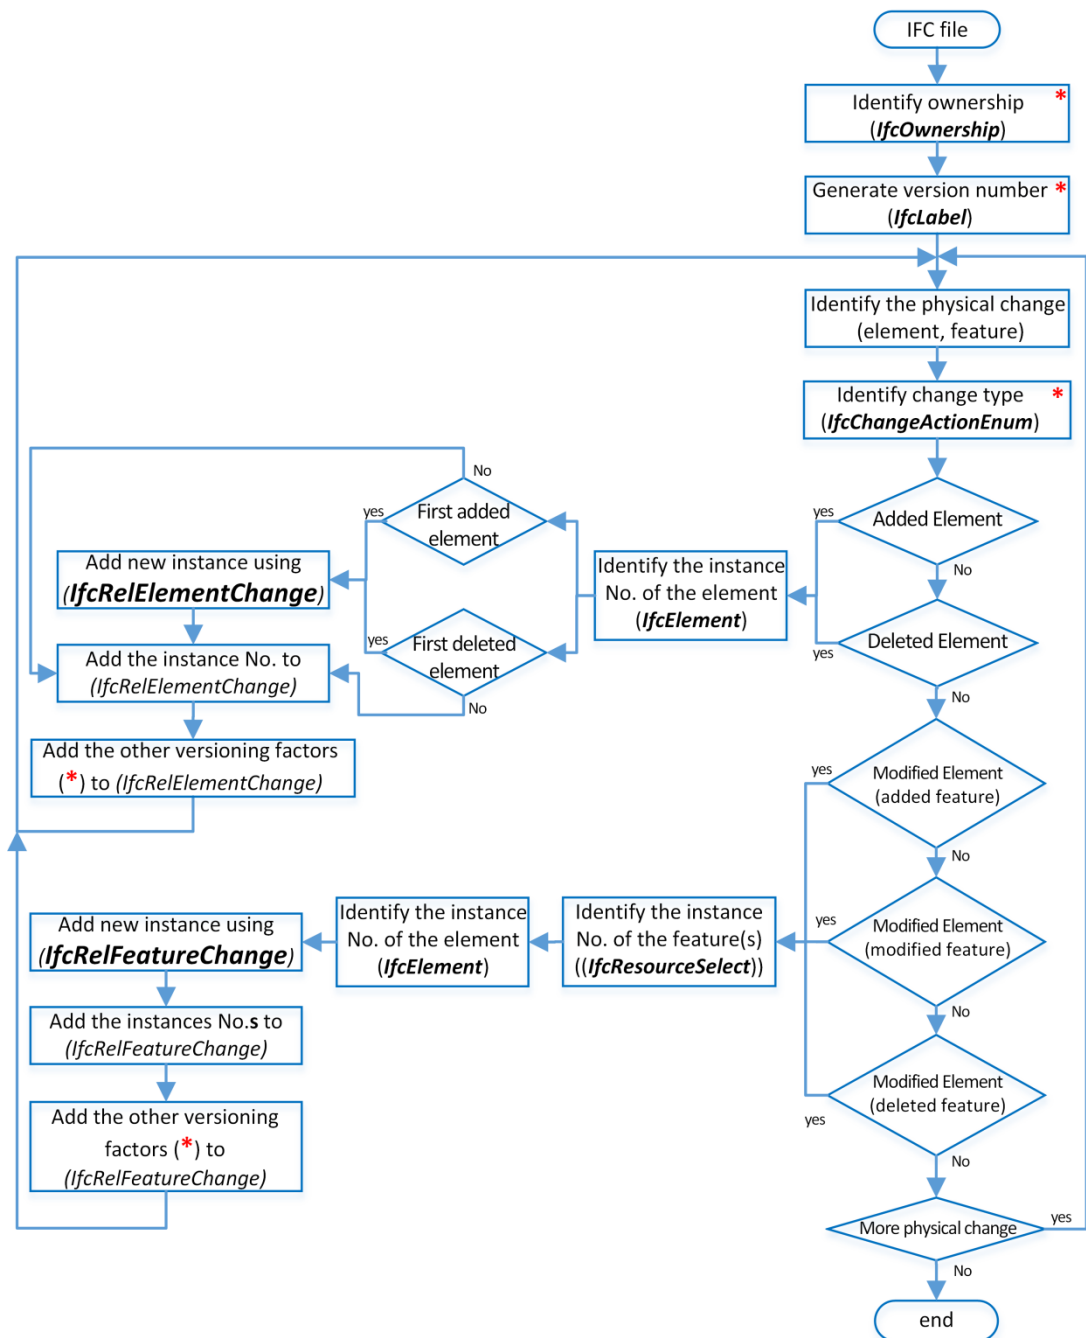 IFC file
Identify ownership *
(IfcOwnership)
Generate version number *
(IfcLabel)
Identify the physical change
(element, feature)
Identify change type *
(IfcChangeActionEnum)
Added Element
yes
No
Deleted Element
yes
No
Identify the instance
No. of the element
(IfcElement)
First added
element
yes
No
First deleted
element
yes
No
Add new instance using
(IfcRelElementChange)
Add the instance No. to
(IfcRelElementChange)
Add the other versioning factors
(*) to (IfcRelElementChange)
Modified Element
(added feature)
yes
No
Modified Element
(modified feature)
yes
No
Modified Element
(deleted feature)
yes
No
Identify the instance
No. of the feature(s)
((IfcResourceSelect))
Identify the instance
No. of the element
(IfcElement)
Add new instance using
(IfcRelFeatureChange)
Add the instances No.s to
(IfcRelFeatureChange)
Add the other versioning
factors (*) to
(IfcRelFeatureChange)
More physical change
yes
No
end